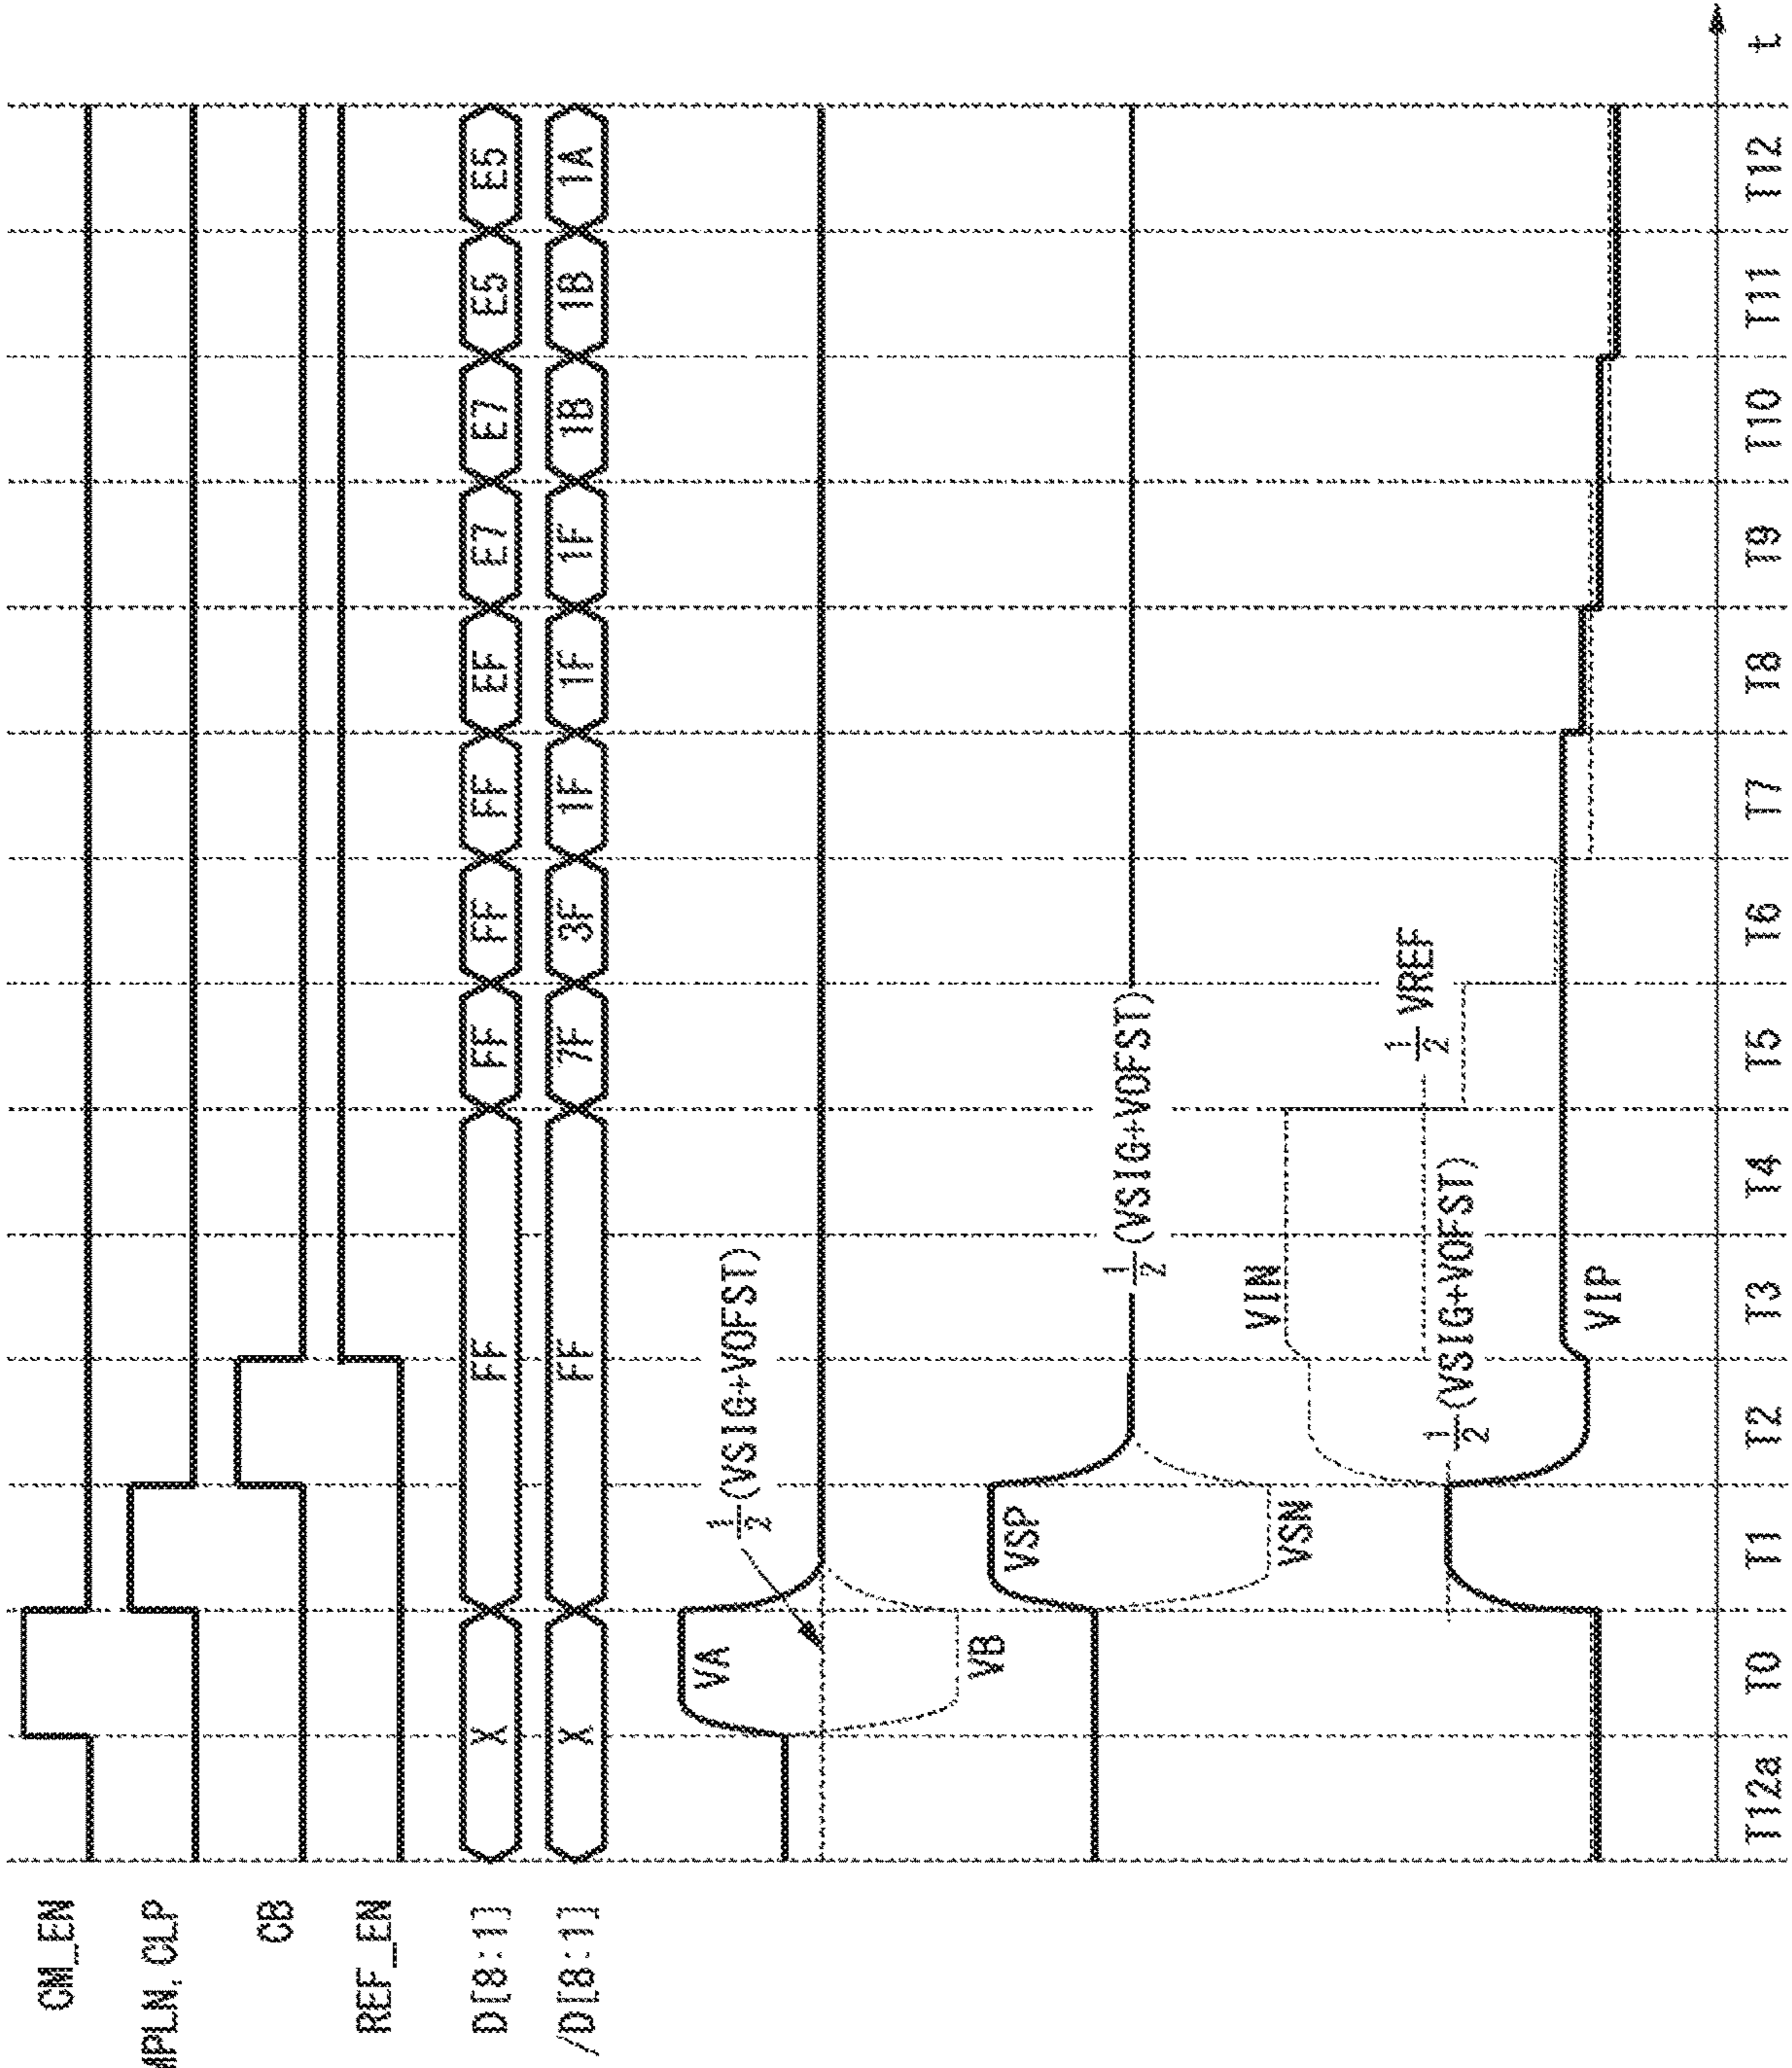 CM_EN
MPLN, CLP
CB
REF_EN
D[8:1] X FF FF FF FF EF E7 E7 E5 E5
/D[8:1] X FF 7F 3F 1F 1F 1F 1B 1B 1A
1/2 (VSIG+VOFST)
VA
VB
VSP
1/2 (VSIG+VOFST)
VSN
VIN
1/2 VREF
1/2 (VSIG+VOFST)
VIP
T12a T0 T1 T2 T3 T4 T5 T6 T7 T8 T9 T10 T11 T12 t